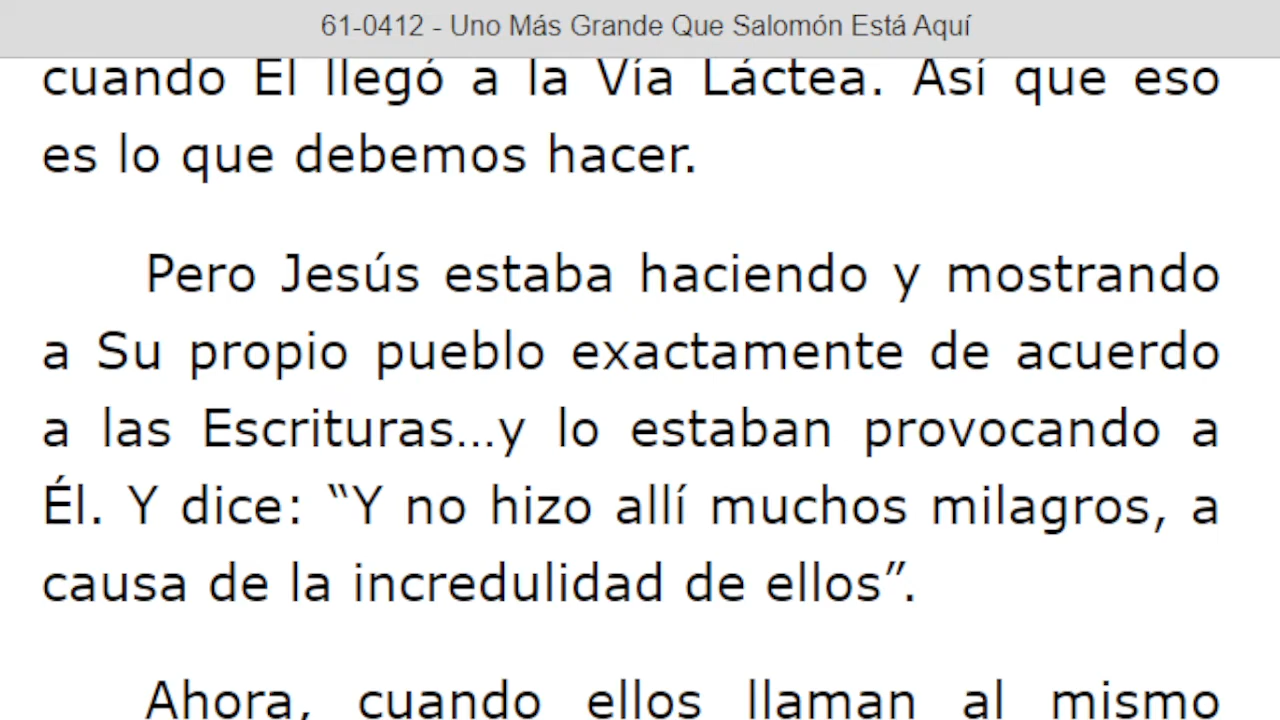 61-0412 - Uno Más Grande Que Salomón Está Aquí
cuando Él llegó a la Vía Láctea. Así que eso
es lo que debemos hacer.
Pero Jesús estaba haciendo y mostrando
a Su propio pueblo exactamente de acuerdo
a las Escrituras...y lo estaban provocando a
Él. Y dice: “Y no hizo allí muchos milagros, a
causa de la incredulidad de ellos”.
Ahora, cuando ellos llaman al mismo